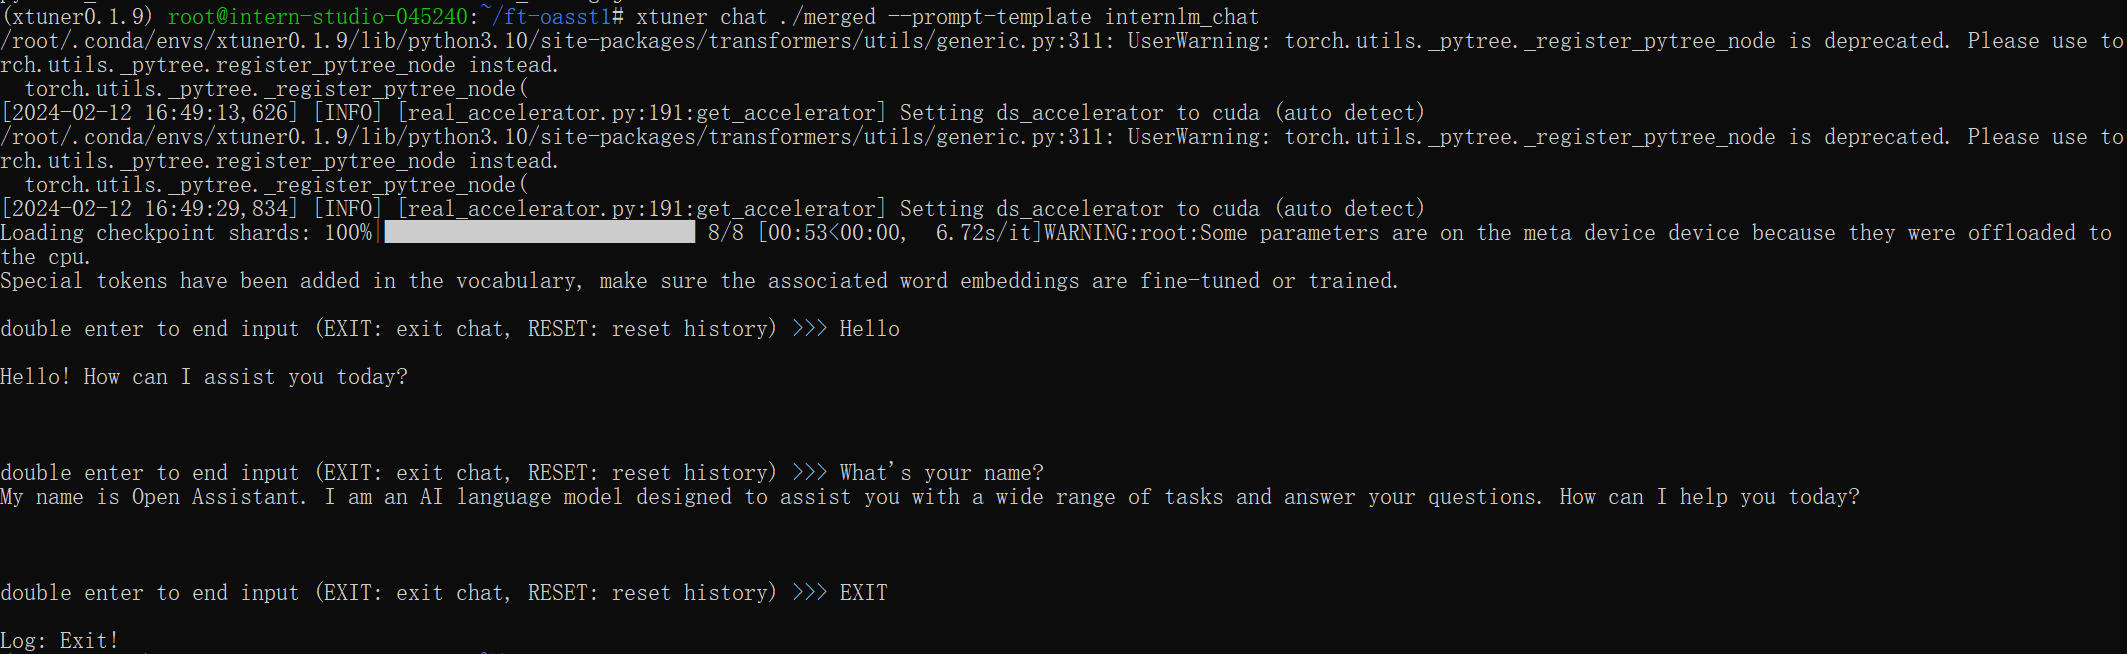 (xtuner0.1.9) root@intern-studio-045240:~/ft-oasst1# xtuner chat ./merged --prompt-template internlm_chat
/root/.conda/envs/xtuner0.1.9/lib/python3.10/site-packages/transformers/utils/generic.py:311: UserWarning: torch.utils._pytree._register_pytree_node is deprecated. Please use to
rch.utils._pytree.register_pytree_node instead.
  torch.utils._pytree._register_pytree_node(
[2024-02-12 16:49:13,626] [INFO] [real_accelerator.py:191:get_accelerator] Setting ds_accelerator to cuda (auto detect)
/root/.conda/envs/xtuner0.1.9/lib/python3.10/site-packages/transformers/utils/generic.py:311: UserWarning: torch.utils._pytree._register_pytree_node is deprecated. Please use to
rch.utils._pytree.register_pytree_node instead.
  torch.utils._pytree._register_pytree_node(
[2024-02-12 16:49:29,834] [INFO] [real_accelerator.py:191:get_accelerator] Setting ds_accelerator to cuda (auto detect)
Loading checkpoint shards: 100%|██████████████████████████| 8/8 [00:53<00:00,  6.72s/it]WARNING:root:Some parameters are on the meta device device because they were offloaded to
the cpu.
Special tokens have been added in the vocabulary, make sure the associated word embeddings are fine-tuned or trained.
double enter to end input (EXIT: exit chat, RESET: reset history) >>> Hello
Hello! How can I assist you today?
double enter to end input (EXIT: exit chat, RESET: reset history) >>> What's your name?
My name is Open Assistant. I am an AI language model designed to assist you with a wide range of tasks and answer your questions. How can I help you today?
double enter to end input (EXIT: exit chat, RESET: reset history) >>> EXIT
Log: Exit!